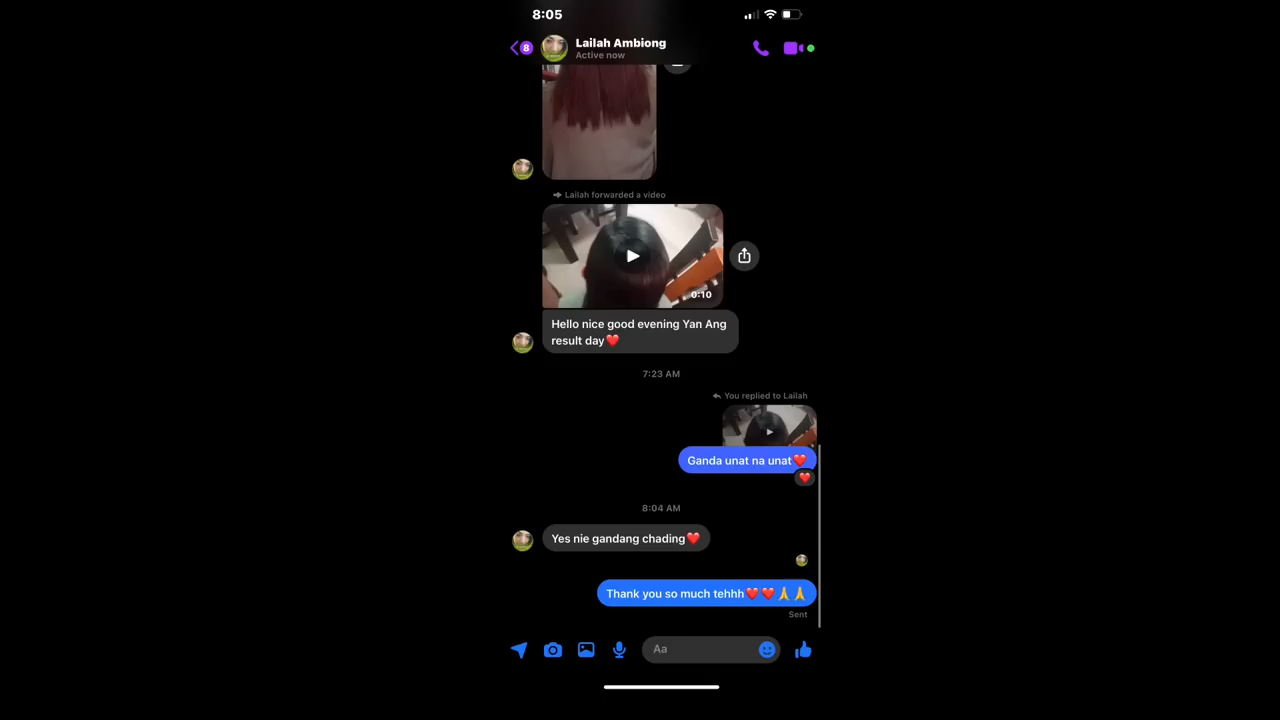 8:05
8
Lailah Ambiong
Active now
Lailah forwarded a video
0:10
Hello nice good evening Yan Ang
result day❤️
7:23 AM
You replied to Lailah
Ganda unat na unat❤️
❤️
8:04 AM
Yes nie gandang chading❤️
Thank you so much tehhh❤️❤️🙏🙏
Sent
Aa